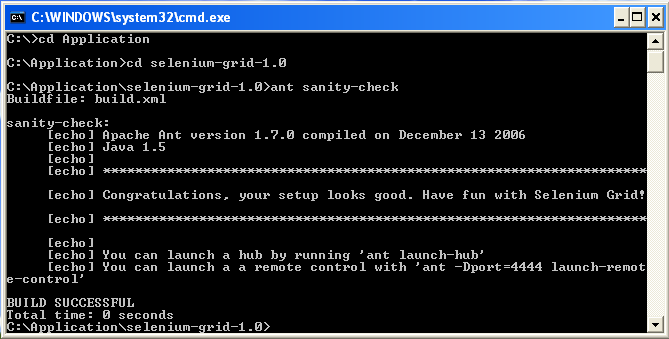 C:\WINDOWS\system32\cmd.exe
C:\>cd Application
C:\Application>cd selenium-grid-1.0
C:\Application\selenium-grid-1.0>ant sanity-check
Buildfile: build.xml
sanity-check:
[echo] Apache Ant version 1.7.0 compiled on December 13 2006
[echo] Java 1.5
[echo]
[echo] ********************************************************************
[echo] Congratulations, your setup looks good. Have fun with Selenium Grid!
[echo] ********************************************************************
[echo]
[echo] You can launch a hub by running 'ant launch-hub'
[echo] You can launch a a remote control with 'ant -Dport=4444 launch-remot
e-control'
BUILD SUCCESSFUL
Total time: 0 seconds
C:\Application\selenium-grid-1.0>